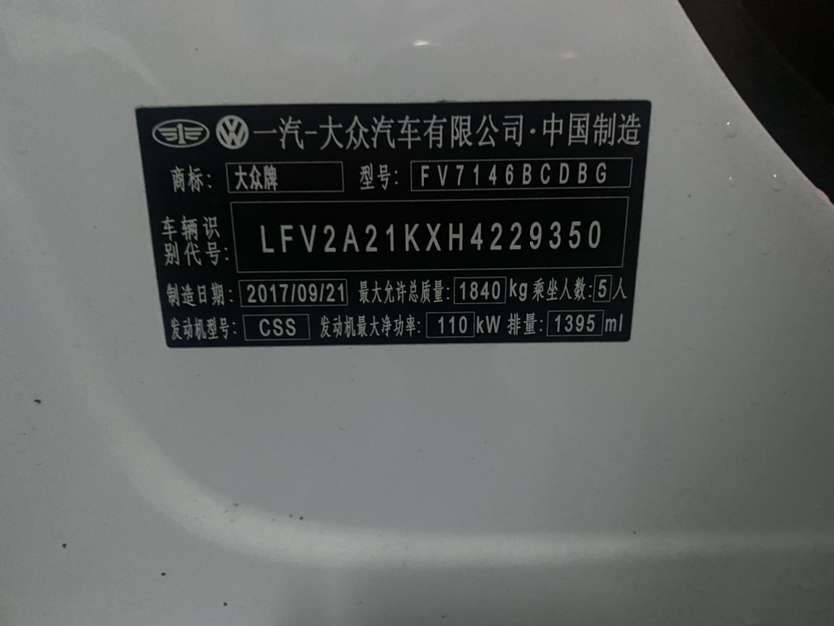 一汽-大众汽车有限公司·中国制造
商标: 大众牌 型号: FV7146BCDBG
车辆识别代号: LFV2A21KXH4229350
制造日期: 2017/09/21 最大允许总质量: 1840 kg 乘坐人数: 5 人
发动机型号: CSS 发动机最大净功率: 110 kW 排量: 1395 ml